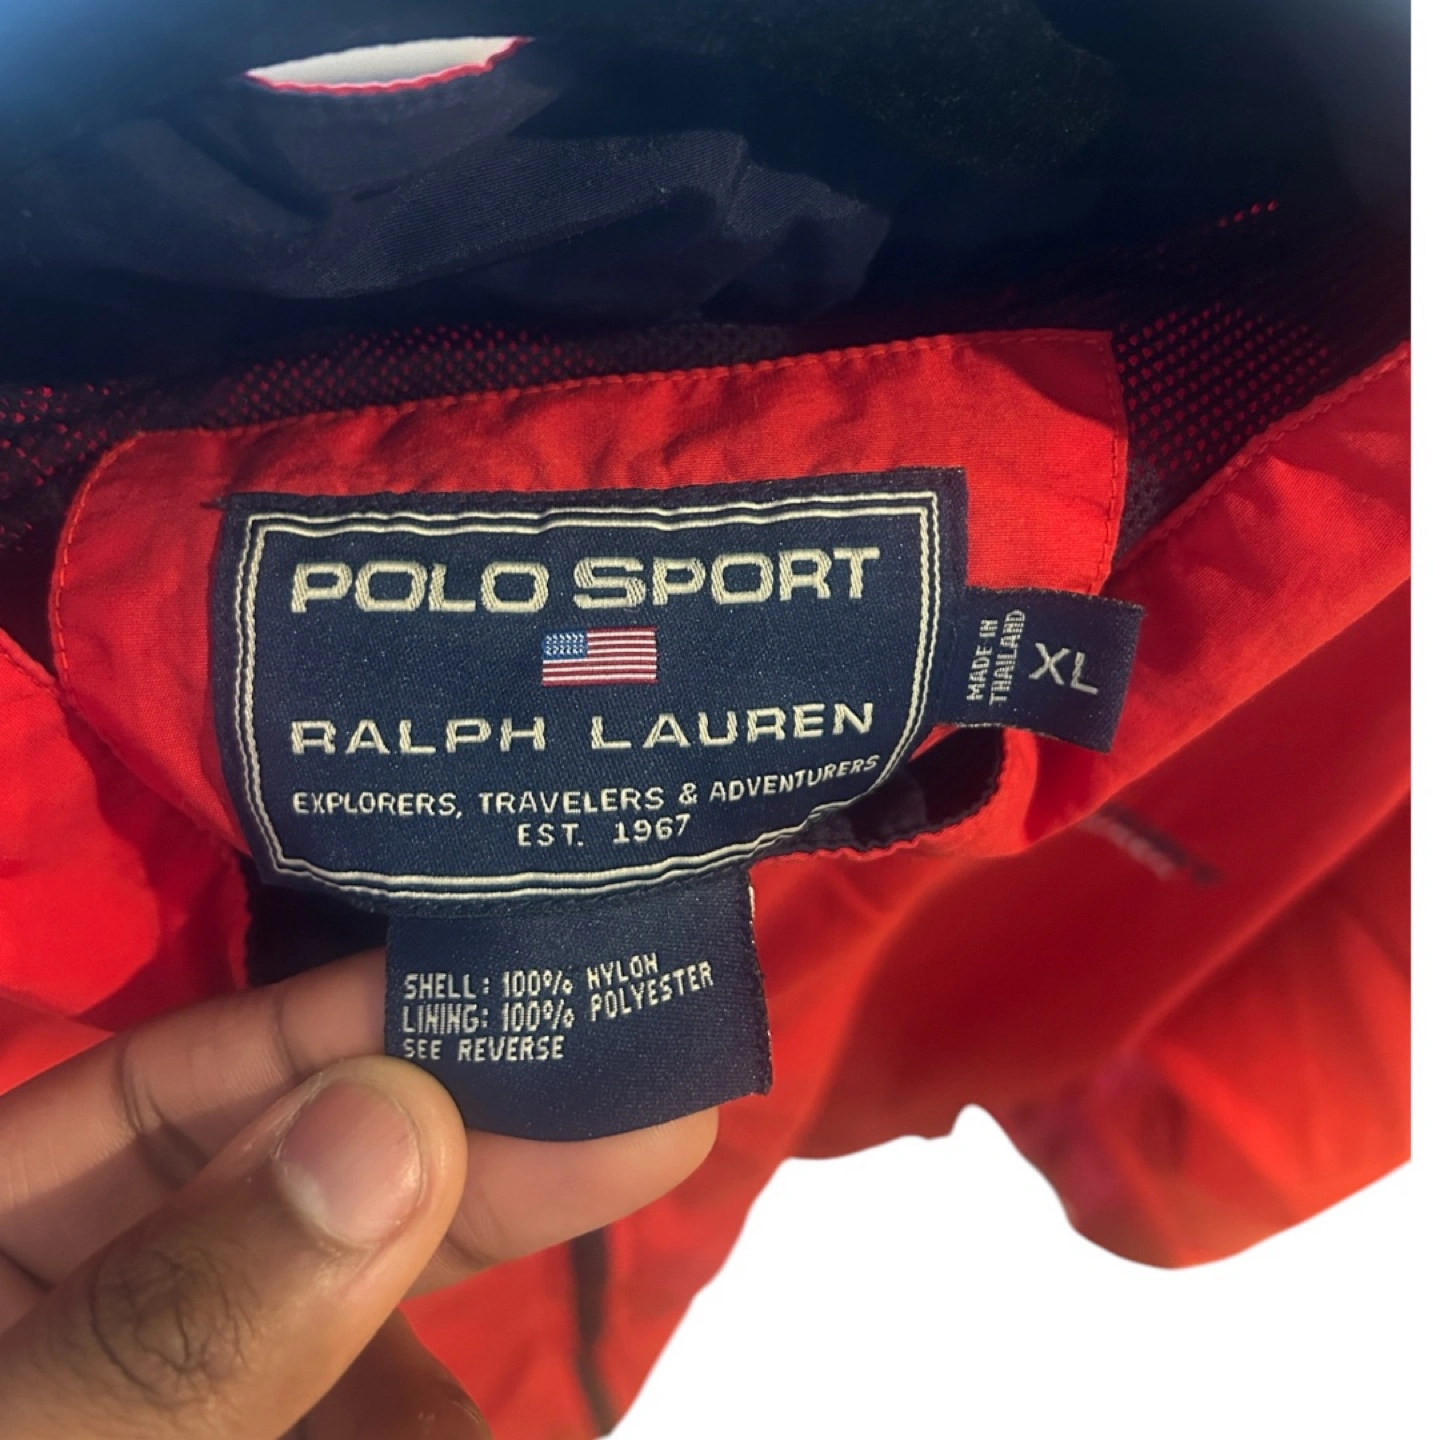 POLO SPORT
RALPH LAUREN
EXPLORERS, TRAVELERS & ADVENTURERS
EST. 1967
MADE IN
THAILAND
XL
SHELL: 100% NYLON
LINING: 100% POLYESTER
SEE REVERSE